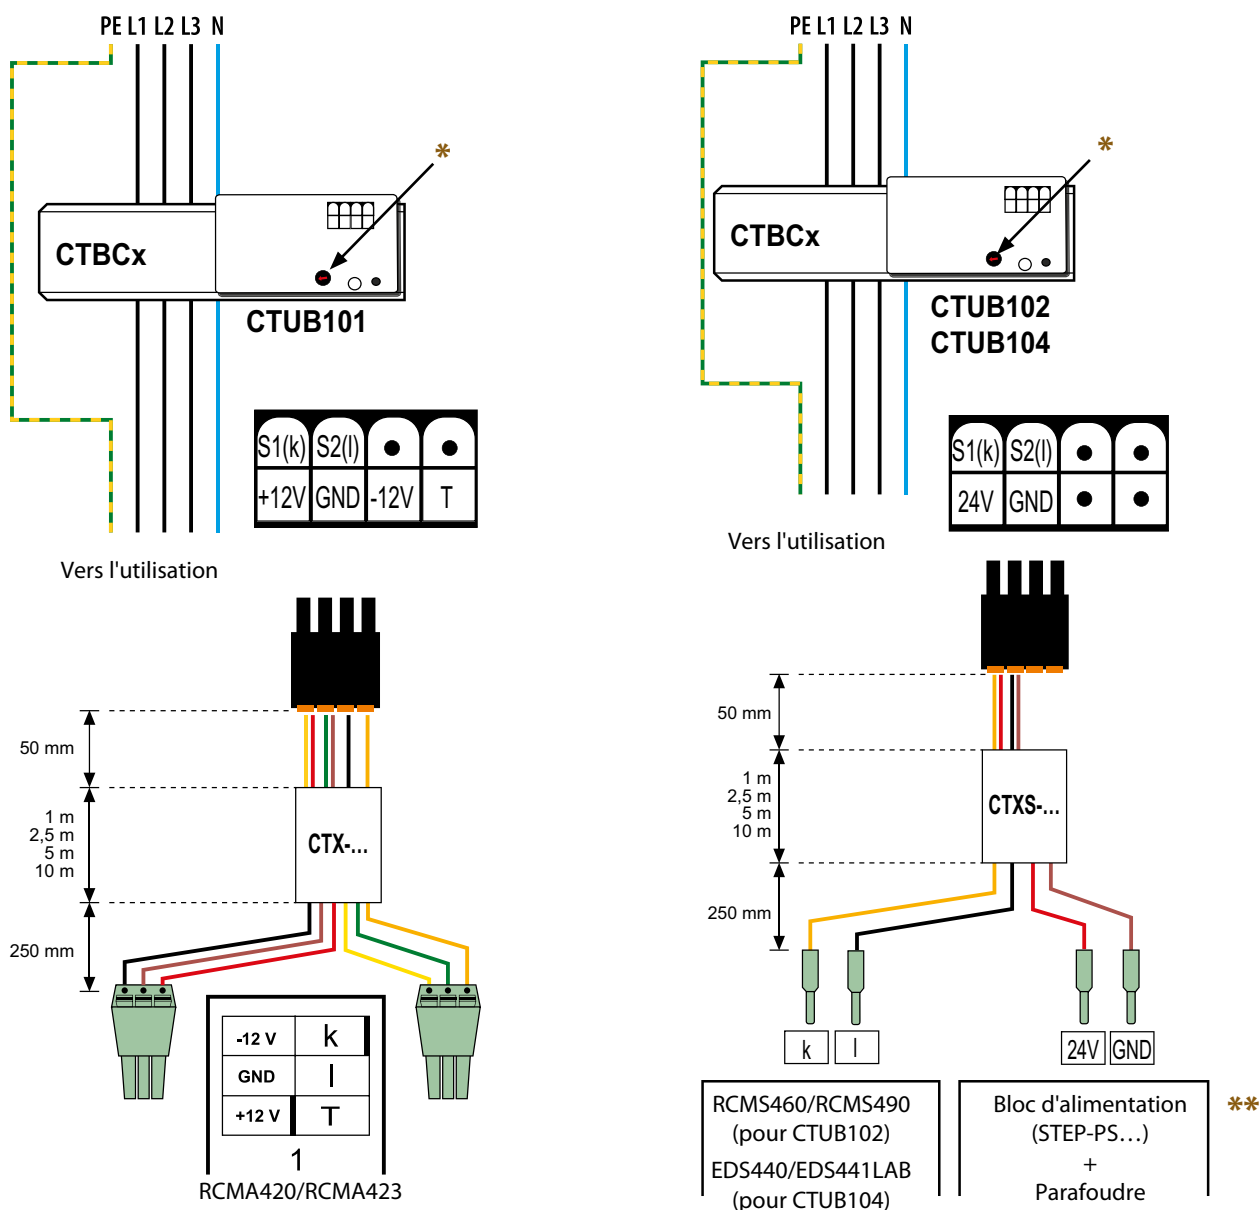 PE L1 L2 L3 N
*
CTBCx
CTUB101
S1(k) S2(l)
+12V GND -12V T
Vers l'utilisation
50 mm
1 m
2,5 m
5 m
10 m
CTX-...
250 mm
-12 V k
GND l
+12 V T
1
RCMA420/RCMA423
PE L1 L2 L3 N
*
CTBCx
CTUB102
CTUB104
S1(k) S2(l)
24V GND
Vers l'utilisation
50 mm
1 m
2,5 m
5 m
10 m
CTXS-...
250 mm
k l 24V GND
RCMS460/RCMS490
(pour CTUB102)
EDS440/EDS441LAB
(pour CTUB104)
Bloc d'alimentation
(STEP-PS...)
+
Parafoudre
**